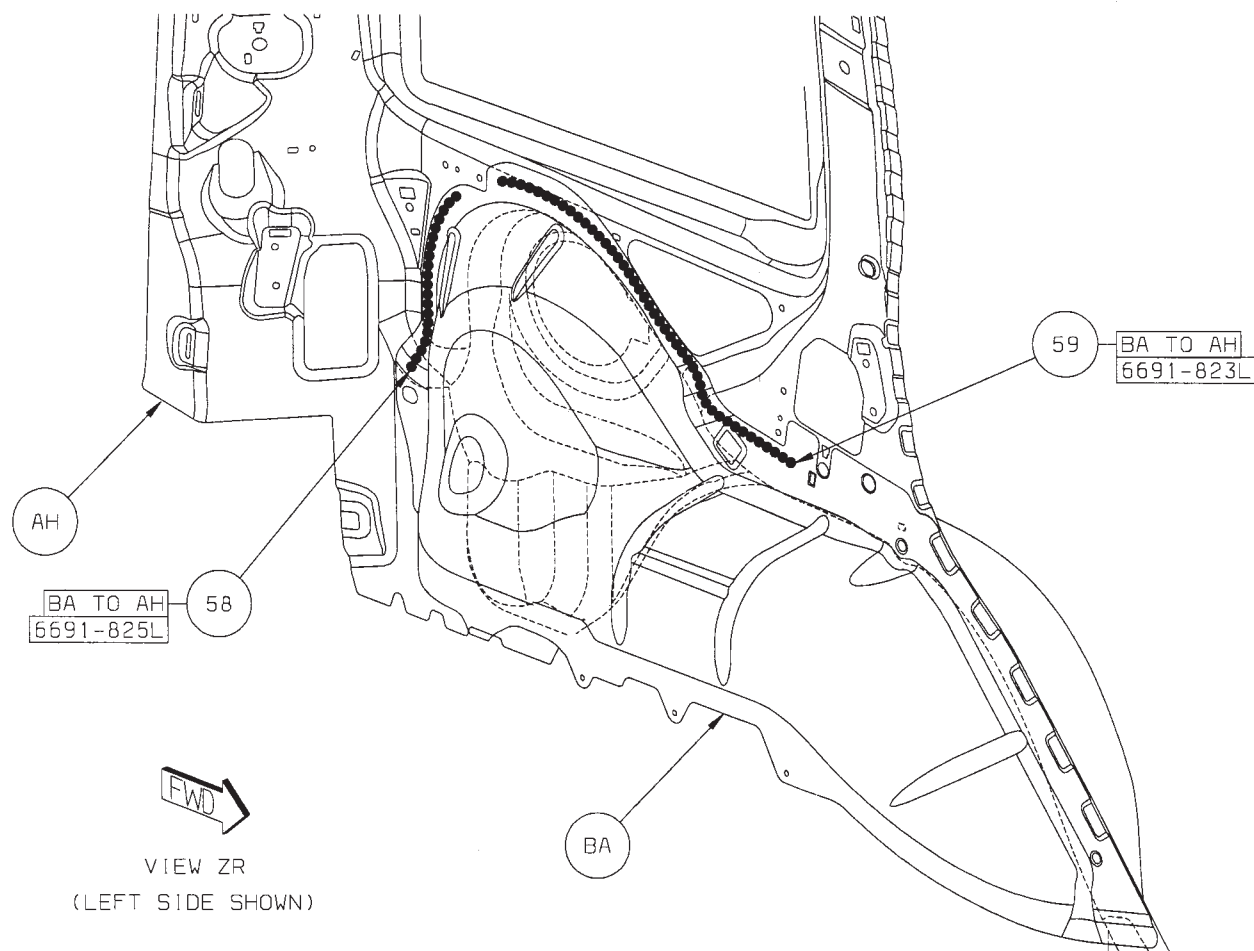 59
BA TO AH
6691-823L
AH
BA TO AH
58
6691-825L
FWD
BA
VIEW ZR
(LEFT SIDE SHOWN)